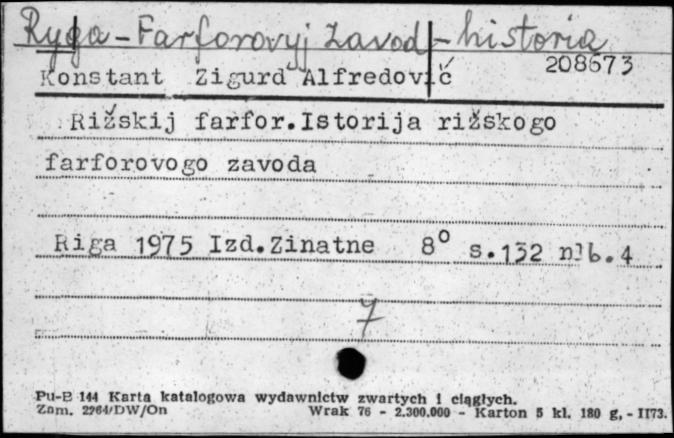 Ryga - Farforovyj zavod - historia
208673
Konstant Zigurd Alfredovič
Rižskij farfor.Istorija rižskogo
farforovogo zavoda
Riga 1975 Izd.Zinatne 8° s.132 nlb.4
7
Pu-B 144 Karta katalogowa wydawnictw zwartych i ciągłych.
Zam. 2264/DW/On Wrak 76 - 2.300.000 - Karton 5 kl. 180 g, - II73.